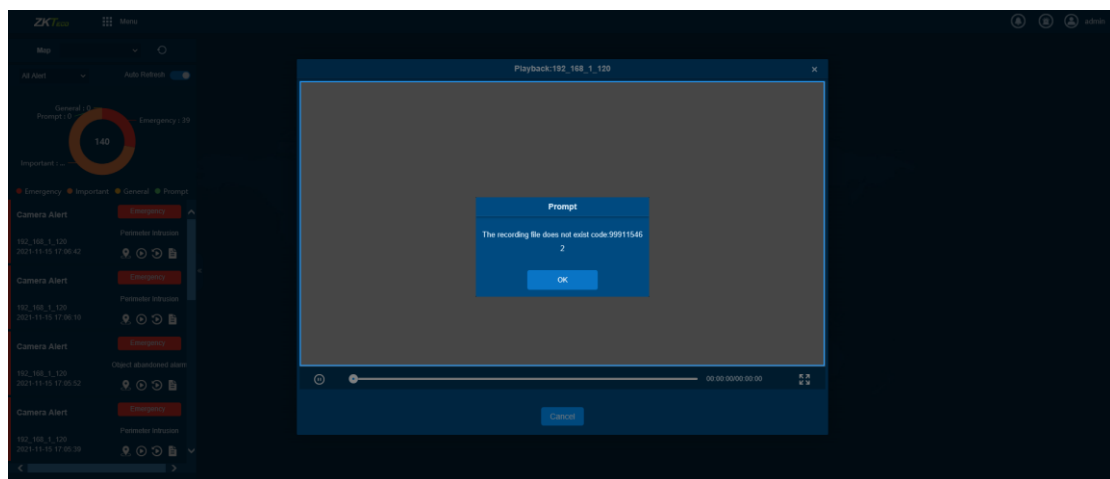 ZKTeco
Menu
admin
Map
All Alert
Auto Refresh
General : 0
Prompt : 0
Emergency : 39
140
Important : ...
Emergency
Important
General
Prompt
Camera Alert
Emergency
Perimeter Intrusion
192_168_1_120
2021-11-15 17:06:42
Camera Alert
Emergency
Perimeter Intrusion
192_168_1_120
2021-11-15 17:06:10
Camera Alert
Emergency
Object abandoned alarm
192_168_1_120
2021-11-15 17:05:52
Camera Alert
Emergency
Perimeter Intrusion
192_168_1_120
2021-11-15 17:05:39
Playback:192_168_1_120
Prompt
The recording file does not exist code:99911546
2
OK
00:00:00/00:00:00
Cancel